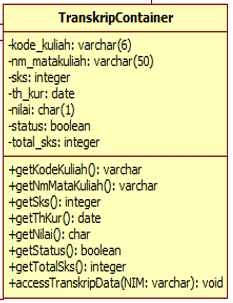 TranskripContainer
-kode_kuliah: varchar(6)
-nm_matakuliah: varchar(50)
-sks: integer
-th_kur: date
-nilai: char(1)
-status: boolean
-total_sks: integer
+getKodeKuliah(): varchar
+getNmMataKuliah(): varchar
+getSks(): integer
+getThKur(): date
+getNilai(): char
+getStatus(): boolean
+getTotalSks(): integer
+accessTranskripData(NIM: varchar): void